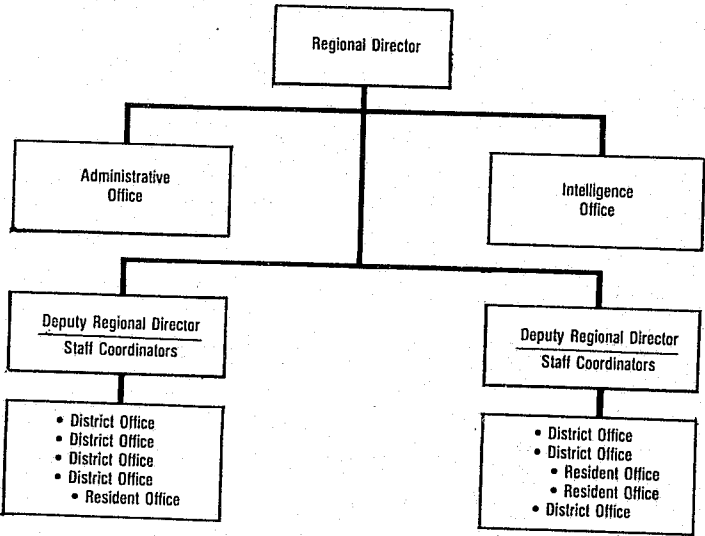 Regional Director
Administrative
Office
Intelligence
Office
Deputy Regional Director
Staff Coordinators
Deputy Regional Director
Staff Coordinators
• District Office
• District Office
• District Office
• District Office
• Resident Office
• District Office
• District Office
• Resident Office
• Resident Office
• District Office